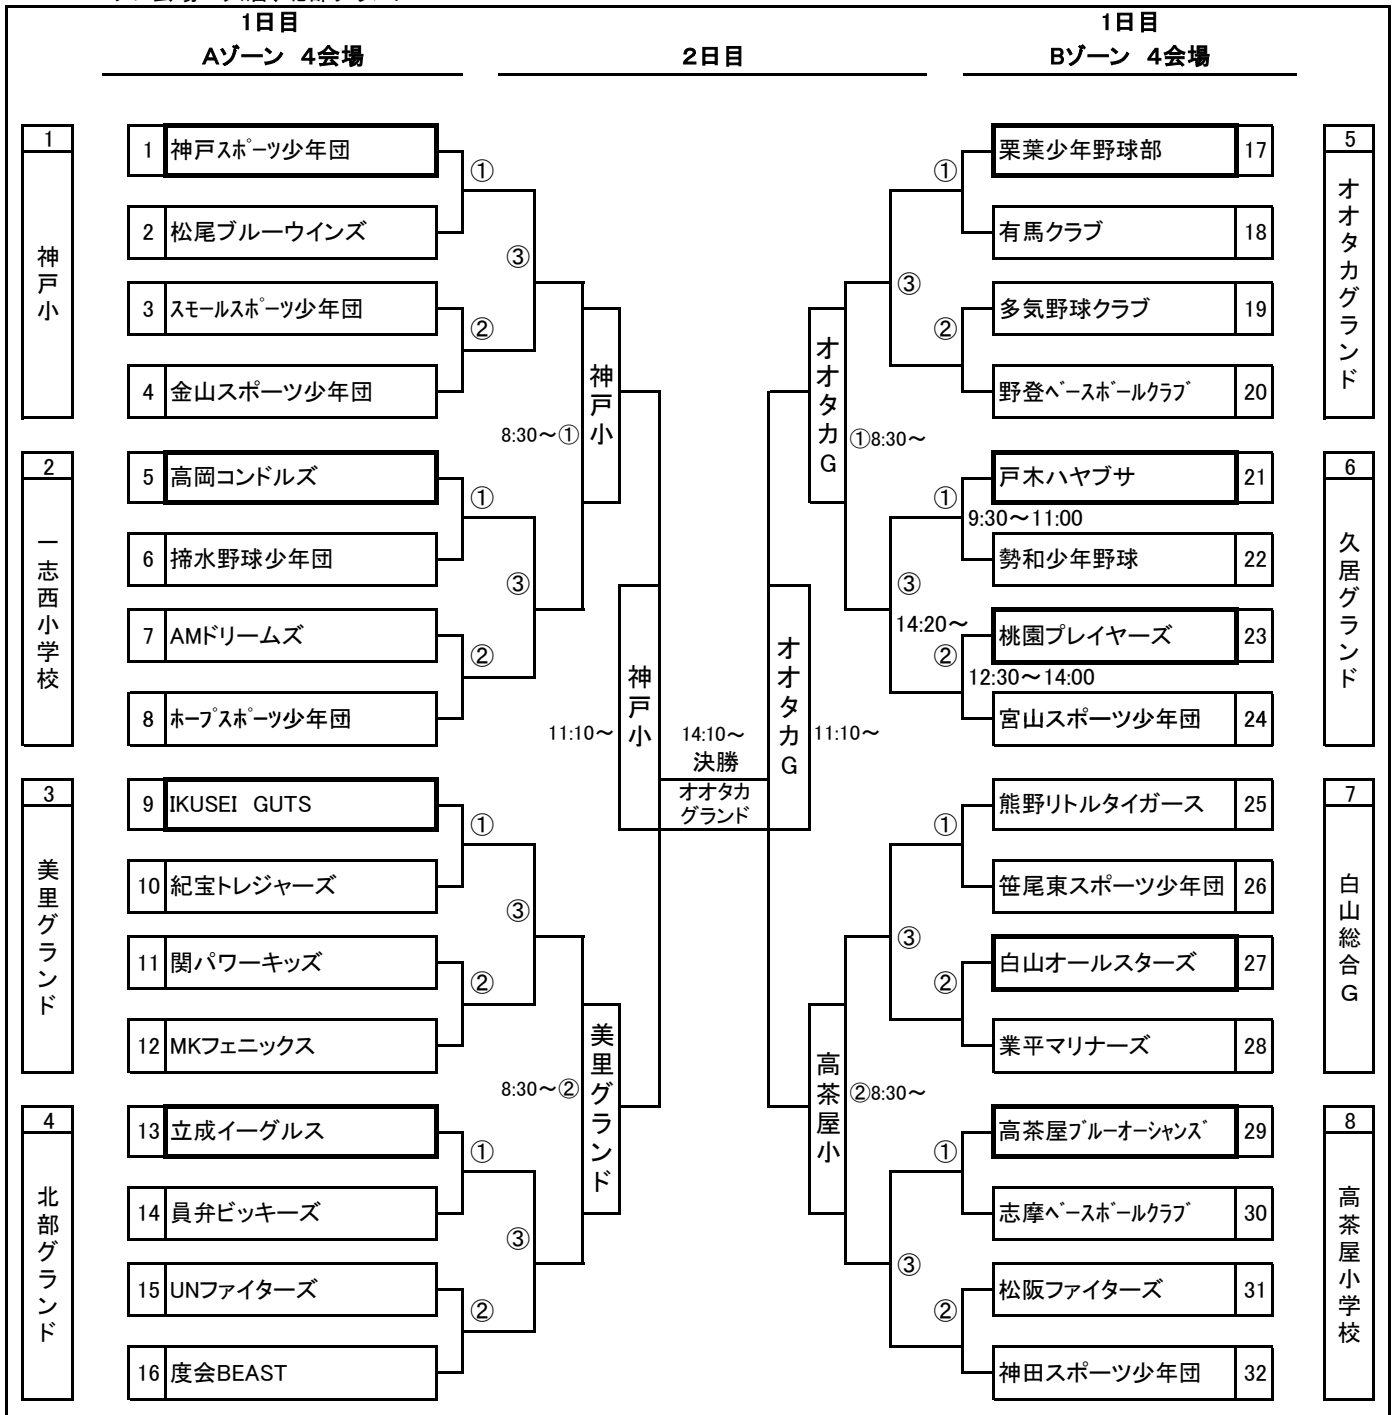 1日目
Aゾーン 4会場
2日目
1日目
Bゾーン 4会場
1
神戸小
1 神戸スポーツ少年団
2 松尾ブルーウインズ
3 スモールスポーツ少年団
4 金山スポーツ少年団
①
②
③
2
一志西小学校
5 高岡コンドルズ
6 揥水野球少年団
7 AMドリームズ
8 ホープスポーツ少年団
①
②
③
3
美里グランド
9 IKUSEI GUTS
10 紀宝トレジャーズ
11 関パワーキッズ
12 MKフェニックス
①
②
③
4
北部グランド
13 立成イーグルス
14 員弁ビッキーズ
15 UNファイターズ
16 度会BEAST
①
②
③
8:30～①
神戸小
8:30～②
美里グランド
11:10～
神戸小
14:10～
決勝
オオタカ
グランド
オオタカG
11:10～
オオタカG
①8:30～
高茶屋小
②8:30～
栗葉少年野球部 17
有馬クラブ 18
多気野球クラブ 19
野登ベースボールクラブ 20
①
②
③
5
オオタカグランド
戸木ハヤブサ 21
9:30～11:00
勢和少年野球 22
桃園プレイヤーズ 23
12:30～14:00
宮山スポーツ少年団 24
①
②
③
14:20～
6
久居グランド
熊野リトルタイガース 25
笹尾東スポーツ少年団 26
白山オールスターズ 27
業平マリナーズ 28
①
②
③
7
白山総合G
高茶屋ブルーオーシャンズ 29
志摩ベースボールクラブ 30
松阪ファイターズ 31
神田スポーツ少年団 32
①
②
③
8
高茶屋小学校